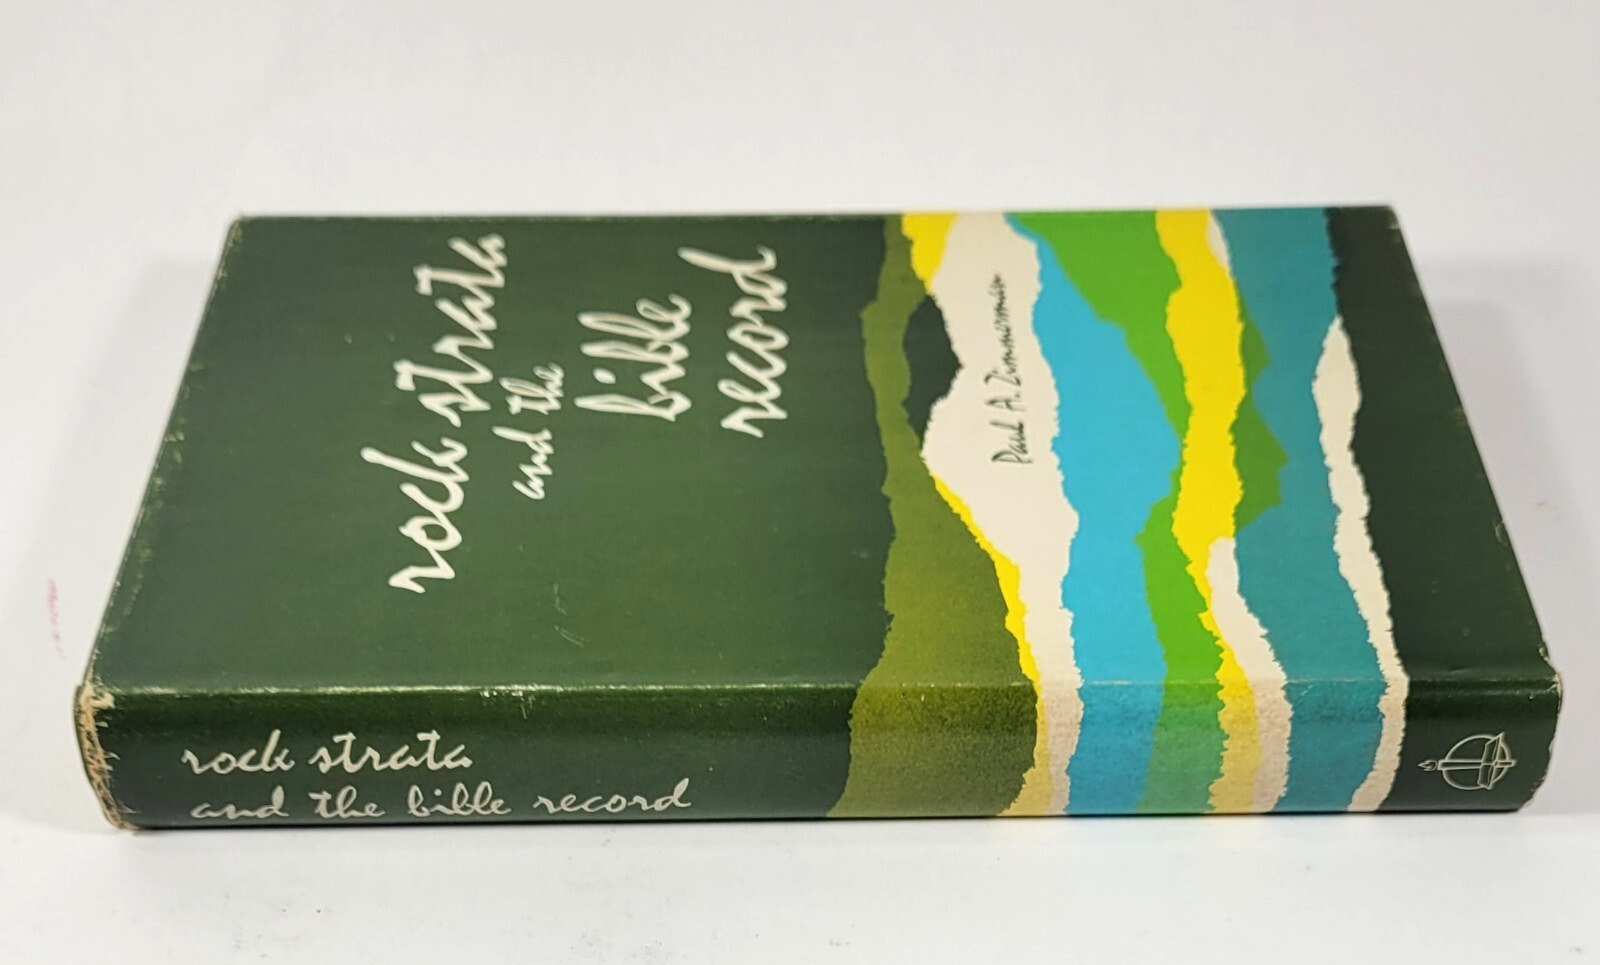 rock strata
and the
bible
record
Paul A. Zimmerman
rock strata
and the bible record